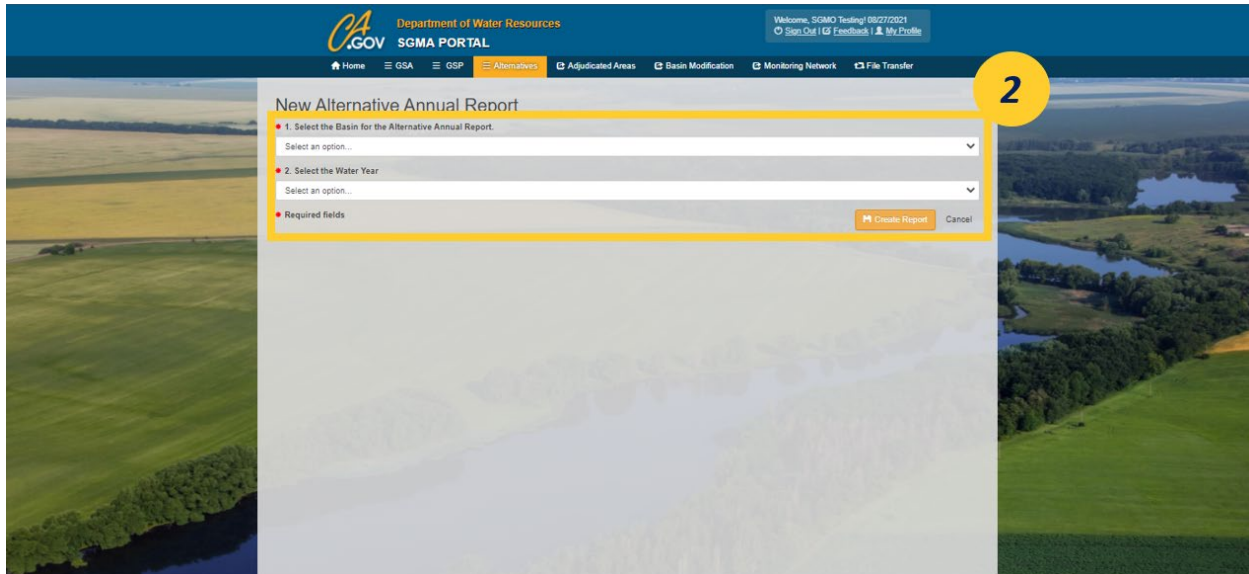 CA
.GOV
Department of Water Resources
SGMA PORTAL
Welcome, SGMO Testing! 08/27/2021
Sign Out | Feedback | My Profile
Home GSA GSP Alternatives Adjudicated Areas Basin Modification Monitoring Network File Transfer
2
New Alternative Annual Report
1. Select the Basin for the Alternative Annual Report.
Select an option...
2. Select the Water Year
Select an option...
Required fields
Create Report Cancel